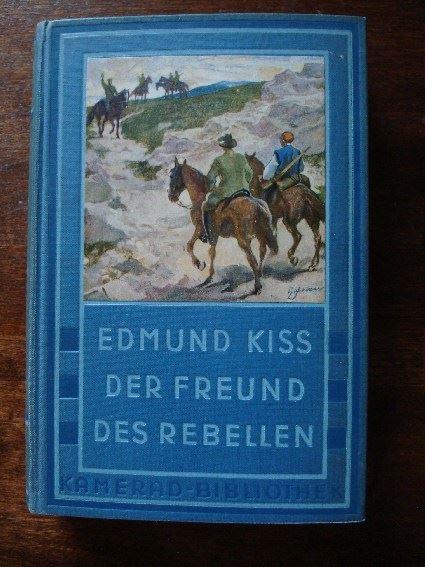 EDMUND KISS
DER FREUND
DES REBELLEN
KAMERAD-BIBLIOTHEK